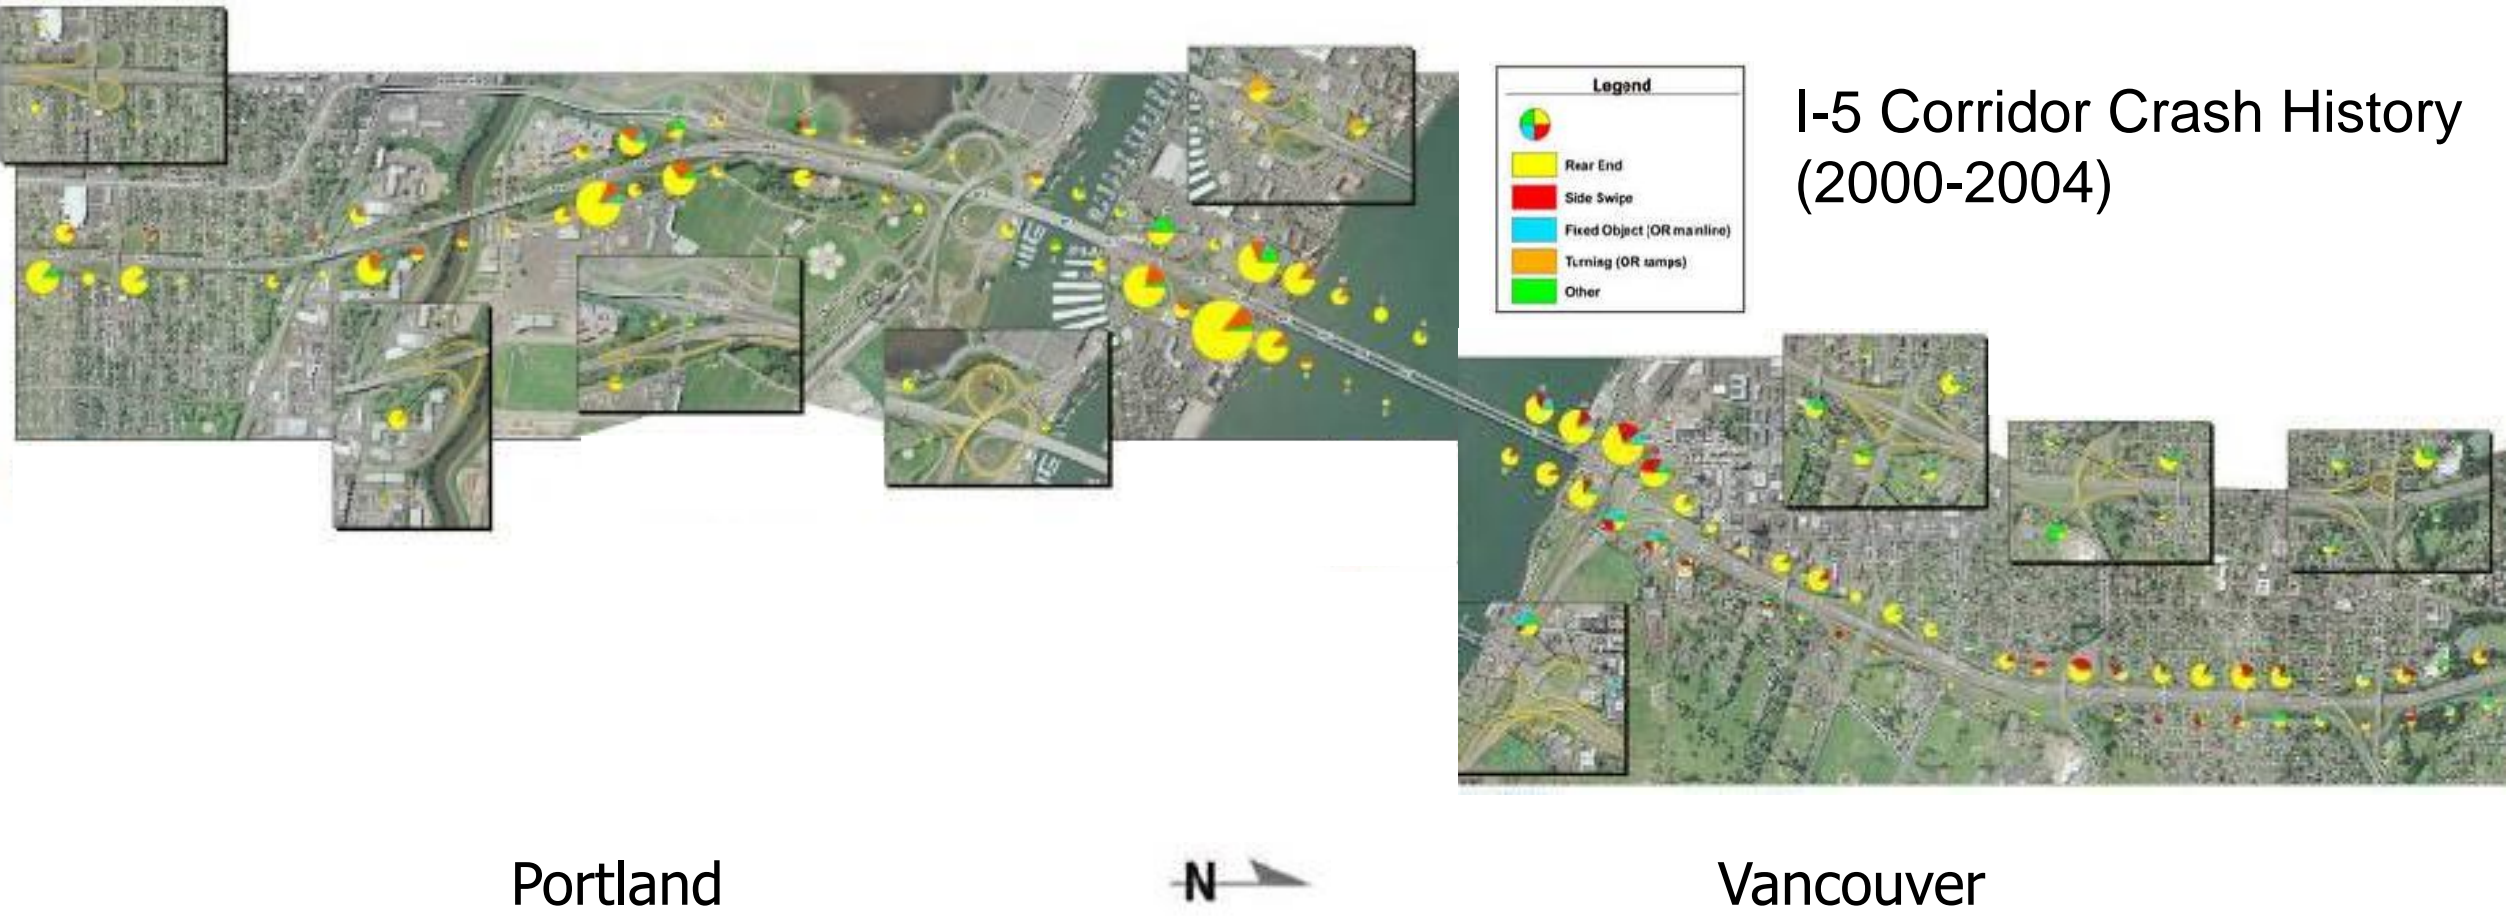 Legend
Rear End
Side Swipe
Fixed Object (OR mainline)
Turning (OR ramps)
Other
I-5 Corridor Crash History
(2000-2004)
Portland
N
Vancouver